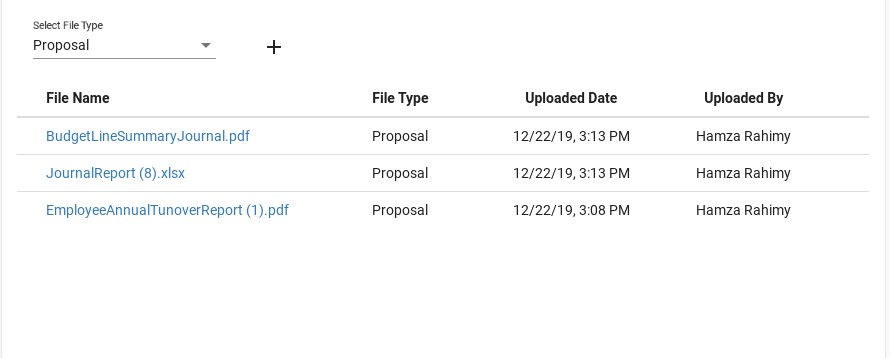 Select File Type
Proposal
File Name File Type Uploaded Date Uploaded By
BudgetLineSummaryJournal.pdf Proposal 12/22/19, 3:13 PM Hamza Rahimy
JournalReport (8).xlsx Proposal 12/22/19, 3:13 PM Hamza Rahimy
EmployeeAnnualTunoverReport (1).pdf Proposal 12/22/19, 3:08 PM Hamza Rahimy